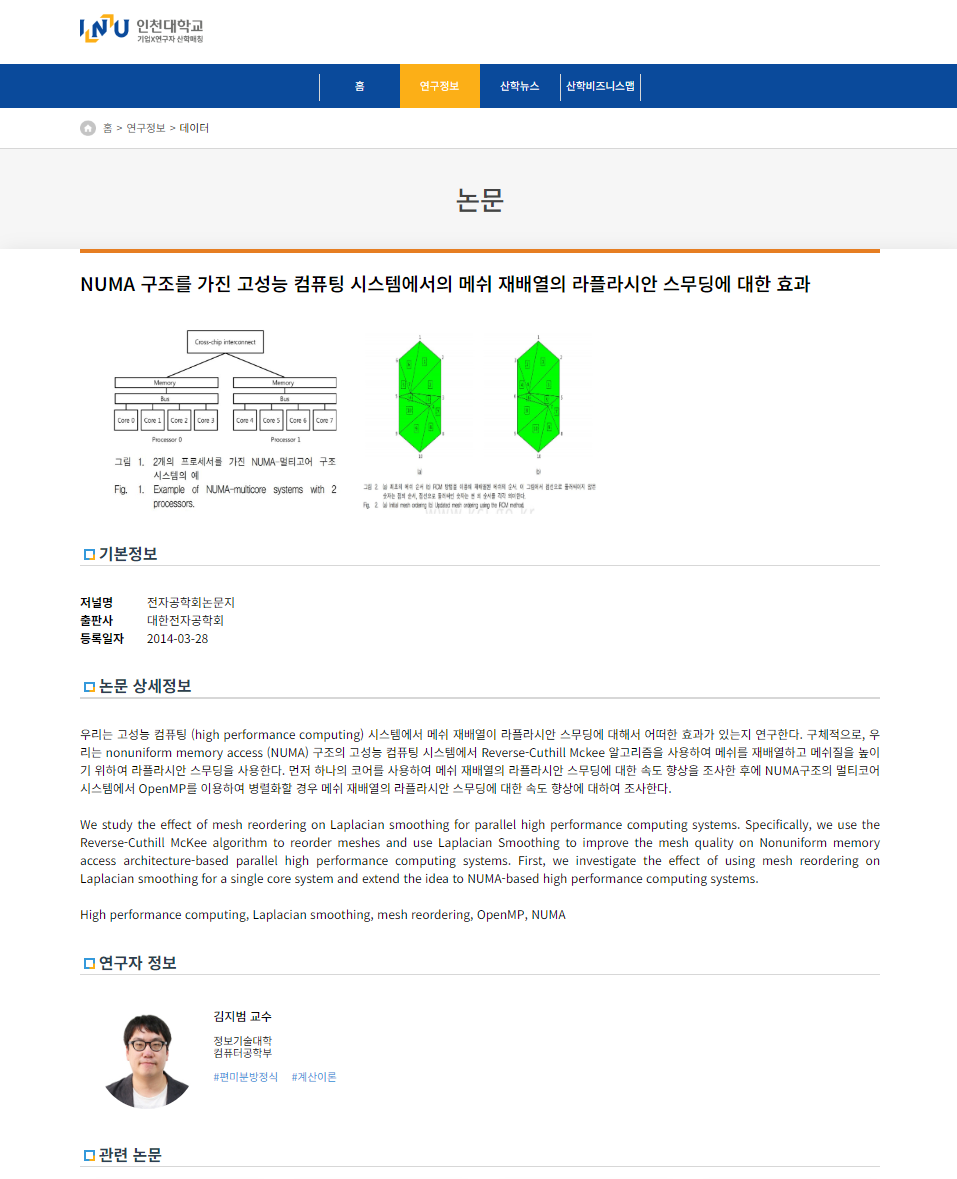 INU 인천대학교
기업X연구자 산학매칭
홈
연구정보
산학뉴스
산학비즈니스맵
홈 > 연구정보 > 데이터
논문
NUMA 구조를 가진 고성능 컴퓨팅 시스템에서의 메쉬 재배열의 라플라시안 스무딩에 대한 효과
Cross-chip interconnect
Memory
Memory
Bus
Bus
Core 0
Core 1
Core 2
Core 3
Core 4
Core 5
Core 6
Core 7
Processor 0
Processor 1
그림 1. 2개의 프로세서를 가진 NUMA-멀티고어 구조
시스템의 예
Fig. 1. Example of NUMA-multicore systems with 2
processors.
(a)
(b)
그림 2. (a) 최초의 메쉬 순서 (b) RCM 방법을 이용해 재배열된 메쉬의 순서.
Fig. 2. (a) Initial mesh ordering (b) Updated mesh ordering using the RCM method.
기본정보
저널명 전자공학회논문지
출판사 대한전자공학회
등록일자 2014-03-28
논문 상세정보
우리는 고성능 컴퓨팅 (high performance computing) 시스템에서 메쉬 재배열이 라플라시안 스무딩에 대해서 어떠한 효과가 있는지 연구한다. 구체적으로, 우
리는 nonuniform memory access (NUMA) 구조의 고성능 컴퓨팅 시스템에서 Reverse-Cuthill Mckee 알고리즘을 사용하여 메쉬를 재배열하고 메쉬질을 높이
기 위하여 라플라시안 스무딩을 사용한다. 먼저 하나의 코어를 사용하여 메쉬 재배열의 라플라시안 스무딩에 대한 속도 향상을 조사한 후에 NUMA구조의 멀티코어
시스템에서 OpenMP를 이용하여 병렬화할 경우 메쉬 재배열의 라플라시안 스무딩에 대한 속도 향상에 대하여 조사한다.
We study the effect of mesh reordering on Laplacian smoothing for parallel high performance computing systems. Specifically, we use the
Reverse-Cuthill McKee algorithm to reorder meshes and use Laplacian Smoothing to improve the mesh quality on Nonuniform memory
access architecture-based parallel high performance computing systems. First, we investigate the effect of using mesh reordering on
Laplacian smoothing for a single core system and extend the idea to NUMA-based high performance computing systems.
High performance computing, Laplacian smoothing, mesh reordering, OpenMP, NUMA
연구자 정보
김지범 교수
정보기술대학
컴퓨터공학부
#편미분방정식 #계산이론
관련 논문